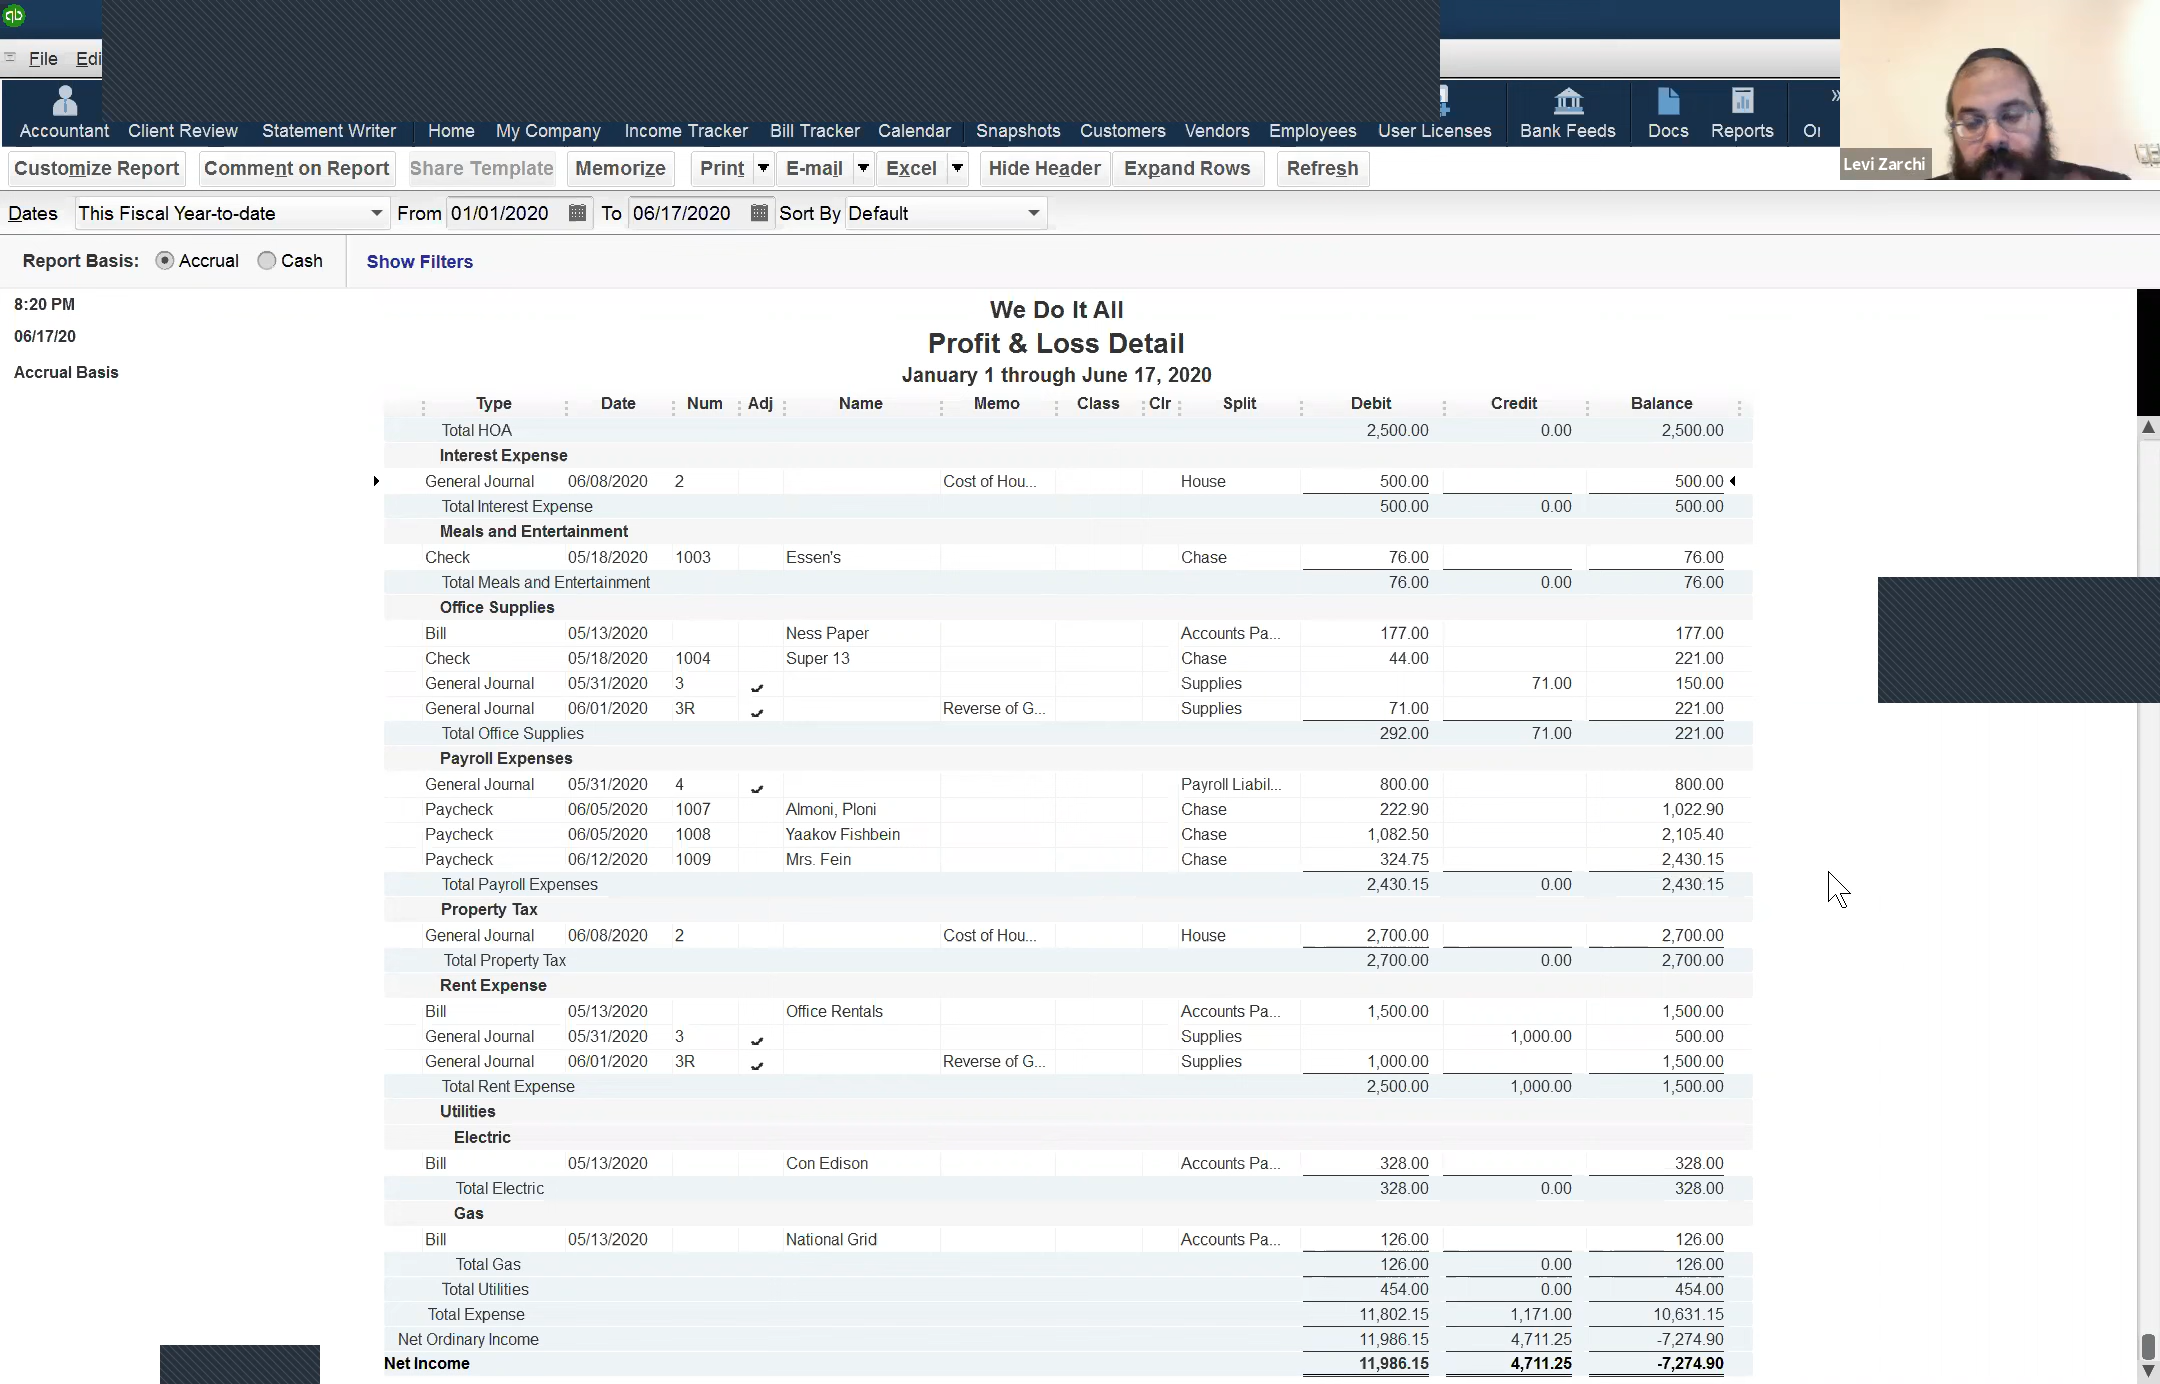 qb
File Edi
Accountant Client Review Statement Writer Home My Company Income Tracker Bill Tracker Calendar Snapshots Customers Vendors Employees User Licenses Bank Feeds Docs Reports
Levi Zarchi
Customize Report Comment on Report Share Template Memorize Print E-mail Excel Hide Header Expand Rows Refresh
Dates This Fiscal Year-to-date From 01/01/2020 To 06/17/2020 Sort By Default
Report Basis: Accrual Cash Show Filters
8:20 PM
06/17/20
Accrual Basis
We Do It All
Profit & Loss Detail
January 1 through June 17, 2020
Type Date Num Adj Name Memo Class Clr Split Debit Credit Balance
Total HOA 2,500.00 0.00 2,500.00
Interest Expense
General Journal 06/08/2020 2 Cost of Hou... House 500.00 500.00
Total Interest Expense 500.00 0.00 500.00
Meals and Entertainment
Check 05/18/2020 1003 Essen's Chase 76.00 76.00
Total Meals and Entertainment 76.00 0.00 76.00
Office Supplies
Bill 05/13/2020 Ness Paper Accounts Pa... 177.00 177.00
Check 05/18/2020 1004 Super 13 Chase 44.00 221.00
General Journal 05/31/2020 3 Supplies 71.00 150.00
General Journal 06/01/2020 3R Reverse of G... Supplies 71.00 221.00
Total Office Supplies 292.00 71.00 221.00
Payroll Expenses
General Journal 05/31/2020 4 Payroll Liabil... 800.00 800.00
Paycheck 06/05/2020 1007 Almoni, Ploni Chase 222.90 1,022.90
Paycheck 06/05/2020 1008 Yaakov Fishbein Chase 1,082.50 2,105.40
Paycheck 06/12/2020 1009 Mrs. Fein Chase 324.75 2,430.15
Total Payroll Expenses 2,430.15 0.00 2,430.15
Property Tax
General Journal 06/08/2020 2 Cost of Hou... House 2,700.00 2,700.00
Total Property Tax 2,700.00 0.00 2,700.00
Rent Expense
Bill 05/13/2020 Office Rentals Accounts Pa... 1,500.00 1,500.00
General Journal 05/31/2020 3 Supplies 1,000.00 500.00
General Journal 06/01/2020 3R Reverse of G... Supplies 1,000.00 1,500.00
Total Rent Expense 2,500.00 1,000.00 1,500.00
Utilities
Electric
Bill 05/13/2020 Con Edison Accounts Pa... 328.00 328.00
Total Electric 328.00 0.00 328.00
Gas
Bill 05/13/2020 National Grid Accounts Pa... 126.00 126.00
Total Gas 126.00 0.00 126.00
Total Utilities 454.00 0.00 454.00
Total Expense 11,802.15 1,171.00 10,631.15
Net Ordinary Income 11,986.15 4,711.25 -7,274.90
Net Income 11,986.15 4,711.25 -7,274.90